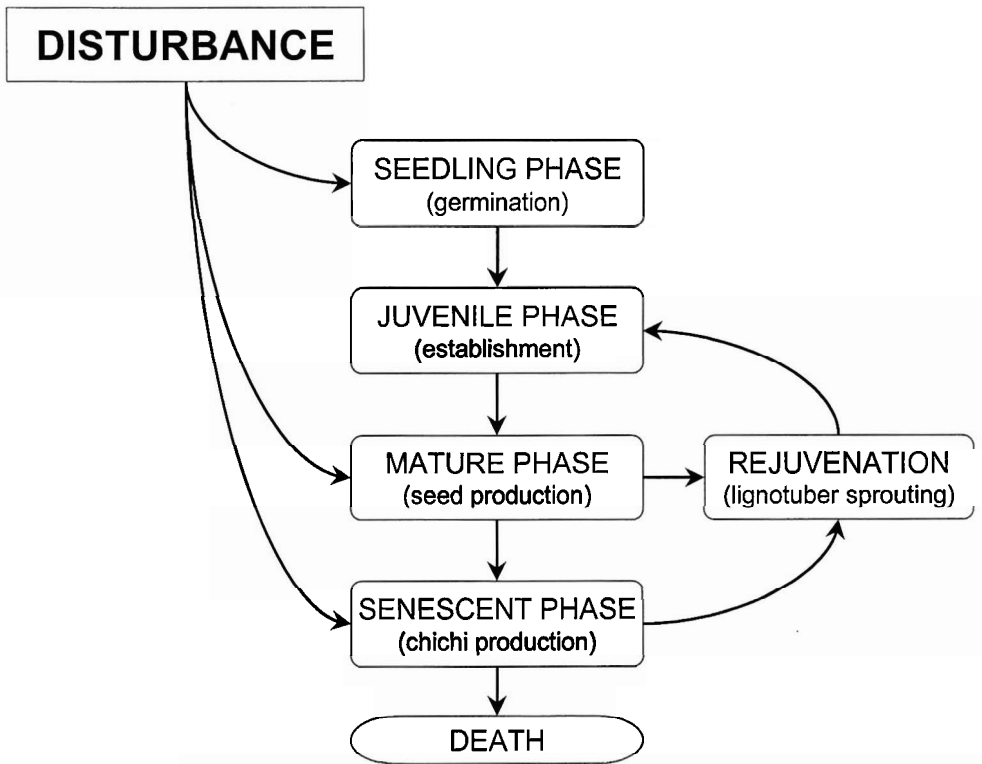 DISTURBANCE
SEEDLING PHASE
(germination)
JUVENILE PHASE
(establishment)
MATURE PHASE
(seed production)
REJUVENATION
(lignotuber sprouting)
SENESCENT PHASE
(chichi production)
DEATH